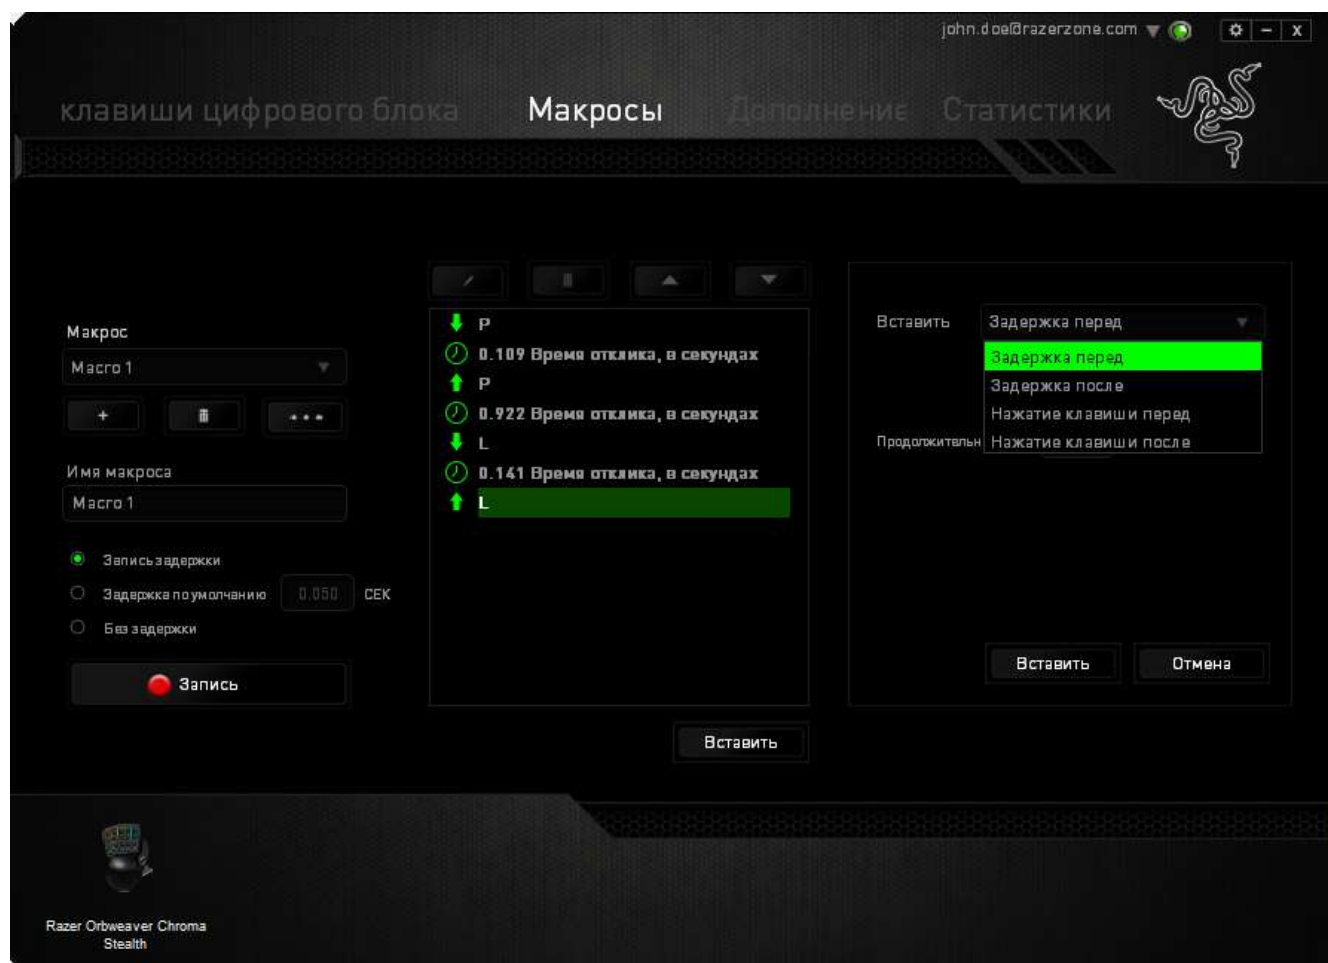 john.doe@razerzone.com
клавиши цифрового блока Макросы Дополнение Статистики
Макрос
Macro 1
Имя макроса
Macro 1
Запись задержки
Задержка по умолчанию 0.050 СЕК
Без задержки
Запись
P
0.109 Время отклика, в секундах
P
0.922 Время отклика, в секундах
L
0.141 Время отклика, в секундах
L
Вставить
Вставить Задержка перед
Задержка перед
Задержка после
Нажатие клавиши перед
Продолжительн Нажатие клавиши после
Вставить Отмена
Razer Orbweaver Chroma
Stealth